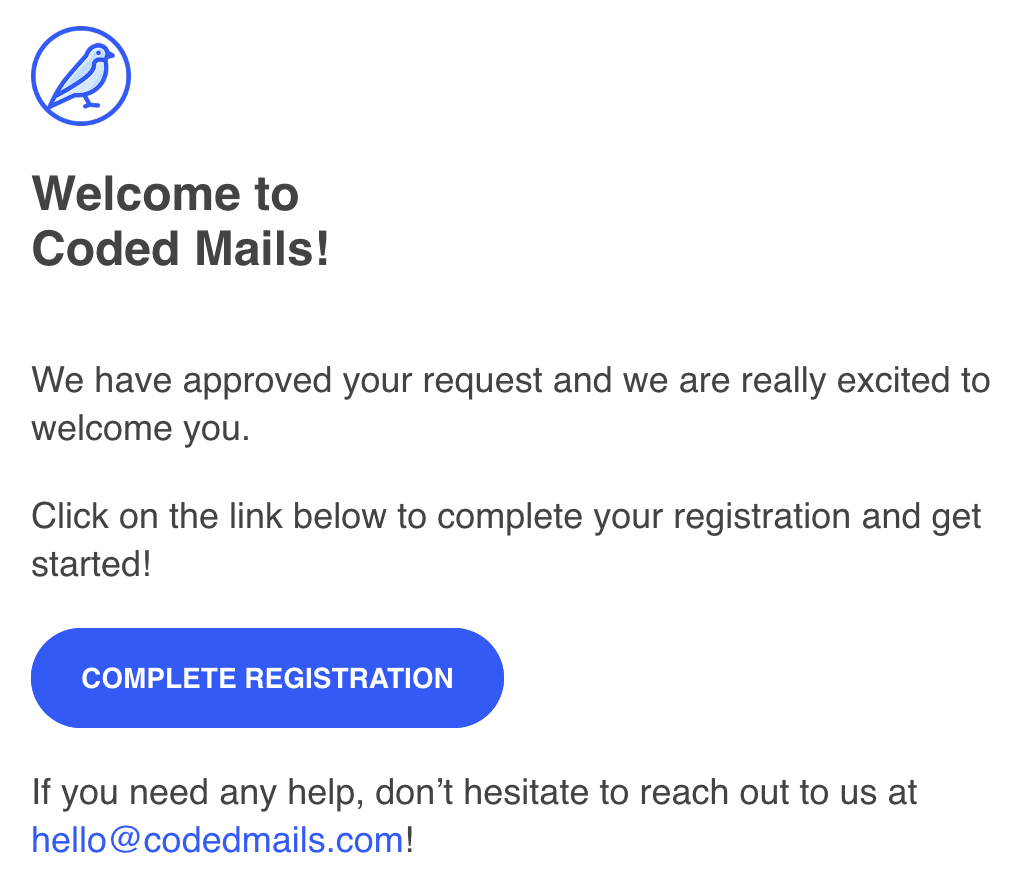 Welcome to
Coded Mails!
We have approved your request and we are really excited to
welcome you.
Click on the link below to complete your registration and get
started!
COMPLETE REGISTRATION
If you need any help, don’t hesitate to reach out to us at
hello@codedmails.com!